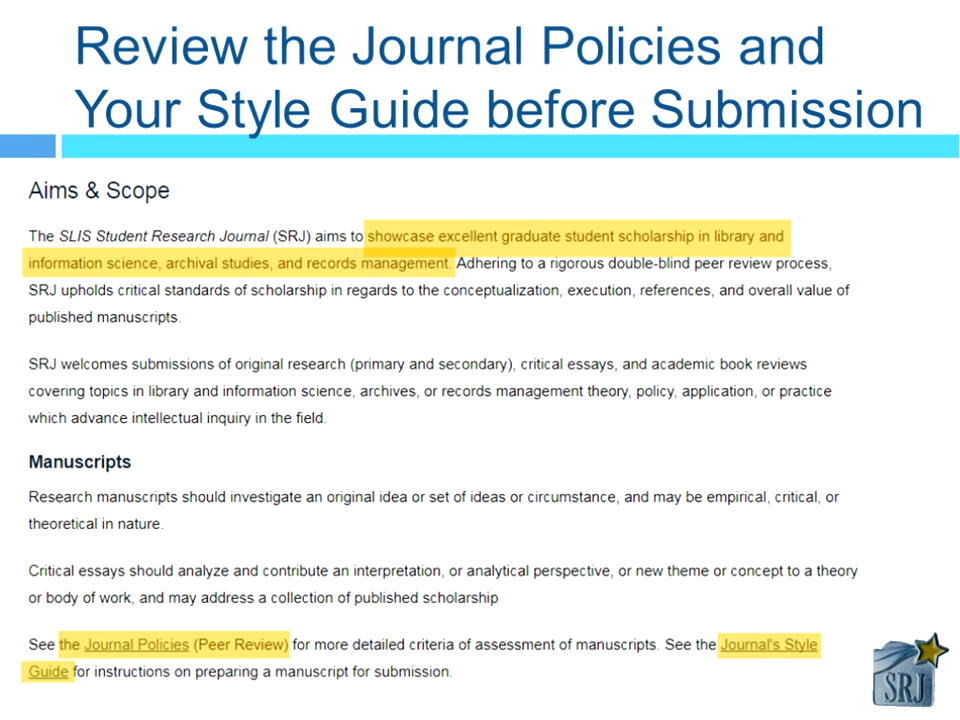 Review the Journal Policies and
Your Style Guide before Submission
Aims & Scope
The SLIS Student Research Journal (SRJ) aims to showcase excellent graduate student scholarship in library and
information science, archival studies, and records management. Adhering to a rigorous double-blind peer review process,
SRJ upholds critical standards of scholarship in regards to the conceptualization, execution, references, and overall value of
published manuscripts.
SRJ welcomes submissions of original research (primary and secondary), critical essays, and academic book reviews
covering topics in library and information science, archives, or records management theory, policy, application, or practice
which advance intellectual inquiry in the field.
Manuscripts
Research manuscripts should investigate an original idea or set of ideas or circumstance, and may be empirical, critical, or
theoretical in nature.
Critical essays should analyze and contribute an interpretation, or analytical perspective, or new theme or concept to a theory
or body of work, and may address a collection of published scholarship
See the Journal Policies (Peer Review) for more detailed criteria of assessment of manuscripts. See the Journal's Style
Guide for instructions on preparing a manuscript for submission.
SRJ